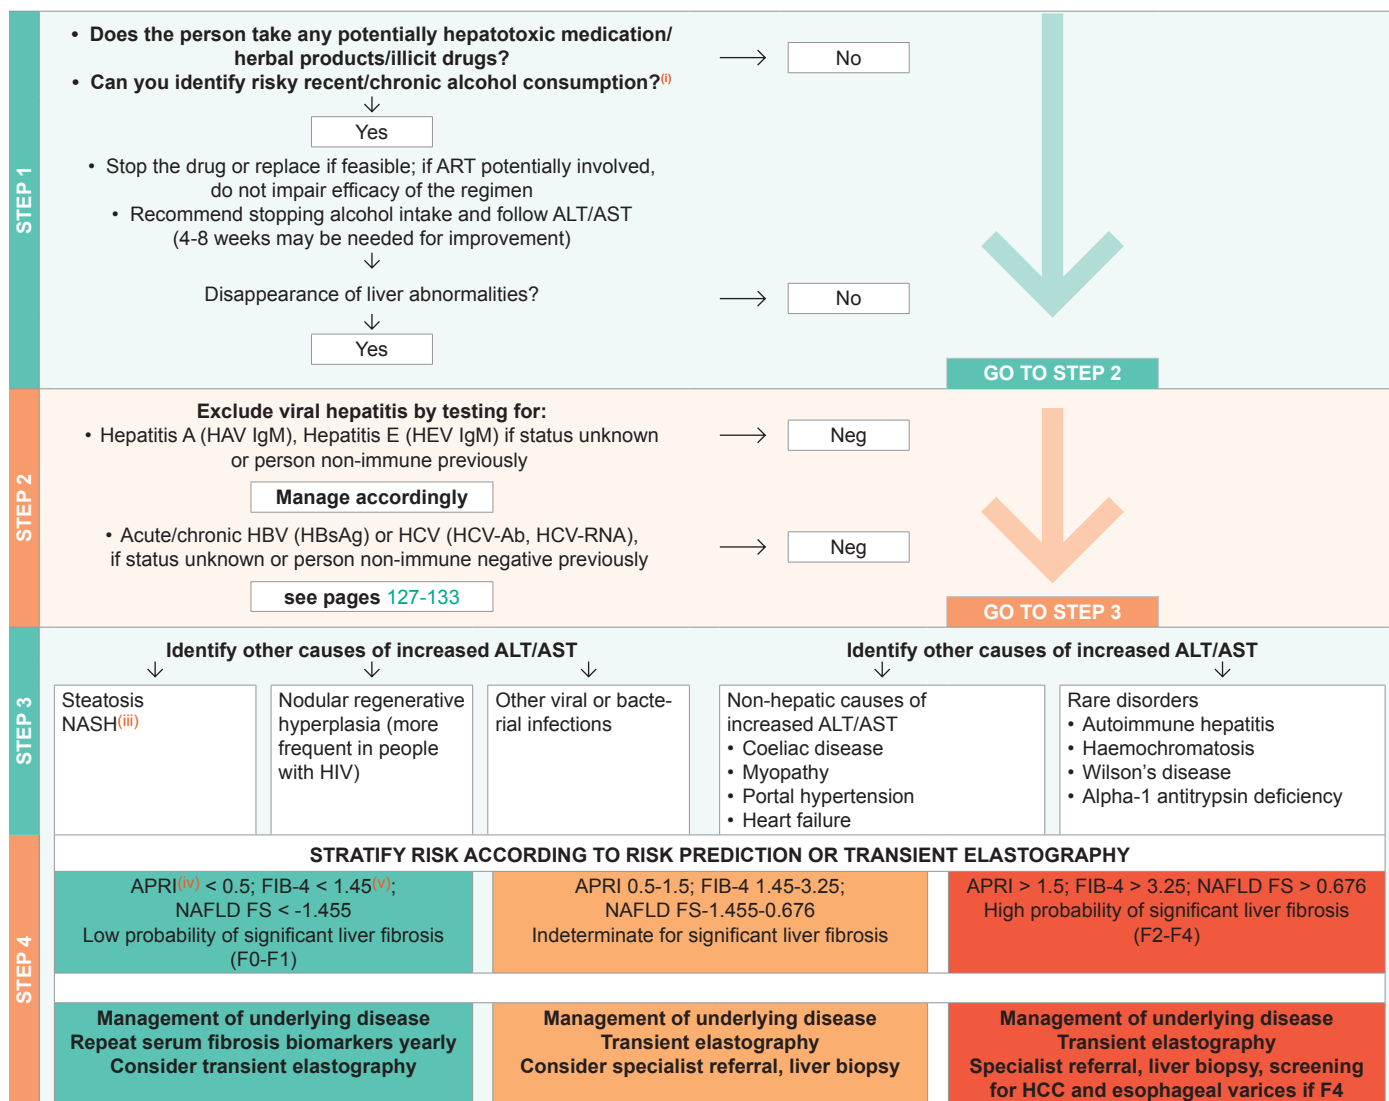 STEP 1
• Does the person take any potentially hepatotoxic medication/
herbal products/illicit drugs?
No
• Can you identify risky recent/chronic alcohol consumption?(i)
Yes
• Stop the drug or replace if feasible; if ART potentially involved,
do not impair efficacy of the regimen
• Recommend stopping alcohol intake and follow ALT/AST
(4-8 weeks may be needed for improvement)
Disappearance of liver abnormalities?
No
Yes
GO TO STEP 2
STEP 2
Exclude viral hepatitis by testing for:
• Hepatitis A (HAV IgM), Hepatitis E (HEV IgM) if status unknown
or person non-immune previously
Neg
Manage accordingly
• Acute/chronic HBV (HBsAg) or HCV (HCV-Ab, HCV-RNA),
if status unknown or person non-immune negative previously
Neg
see pages 127-133
GO TO STEP 3
STEP 3
Identify other causes of increased ALT/AST
Steatosis
NASH(iii)
Nodular regenerative
hyperplasia (more
frequent in people
with HIV)
Other viral or bacte-
rial infections
Identify other causes of increased ALT/AST
Non-hepatic causes of
increased ALT/AST
• Coeliac disease
• Myopathy
• Portal hypertension
• Heart failure
Rare disorders
• Autoimmune hepatitis
• Haemochromatosis
• Wilson's disease
• Alpha-1 antitrypsin deficiency
STEP 4
STRATIFY RISK ACCORDING TO RISK PREDICTION OR TRANSIENT ELASTOGRAPHY
APRI(iv) < 0.5; FIB-4 < 1.45(v);
NAFLD FS < -1.455
Low probability of significant liver fibrosis
(F0-F1)
APRI 0.5-1.5; FIB-4 1.45-3.25;
NAFLD FS-1.455-0.676
Indeterminate for significant liver fibrosis
APRI > 1.5; FIB-4 > 3.25; NAFLD FS > 0.676
High probability of significant liver fibrosis
(F2-F4)
Management of underlying disease
Repeat serum fibrosis biomarkers yearly
Consider transient elastography
Management of underlying disease
Transient elastography
Consider specialist referral, liver biopsy
Management of underlying disease
Transient elastography
Specialist referral, liver biopsy, screening
for HCC and esophageal varices if F4